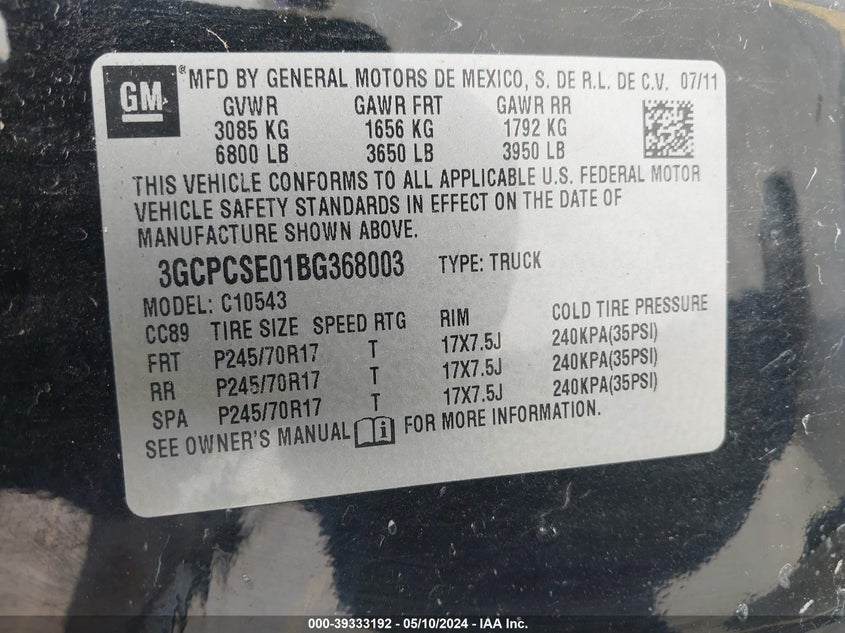 GM ® MFD BY GENERAL MOTORS DE MEXICO, S. DE R.L. DE C.V. 07/11
GVWR GAWR FRT GAWR RR
3085 KG 1656 KG 1792 KG
6800 LB 3650 LB 3950 LB
THIS VEHICLE CONFORMS TO ALL APPLICABLE U.S. FEDERAL MOTOR
VEHICLE SAFETY STANDARDS IN EFFECT ON THE DATE OF
MANUFACTURE SHOWN ABOVE.
3GCPCSE01BG368003 TYPE: TRUCK
MODEL: C10543
CC89 TIRE SIZE SPEED RTG RIM COLD TIRE PRESSURE
FRT P245/70R17 T 17X7.5J 240KPA(35PSI)
RR P245/70R17 T 17X7.5J 240KPA(35PSI)
SPA P245/70R17 T 17X7.5J 240KPA(35PSI)
SEE OWNER'S MANUAL i FOR MORE INFORMATION.
000-39333192 - 05/10/2024 - IAA Inc.